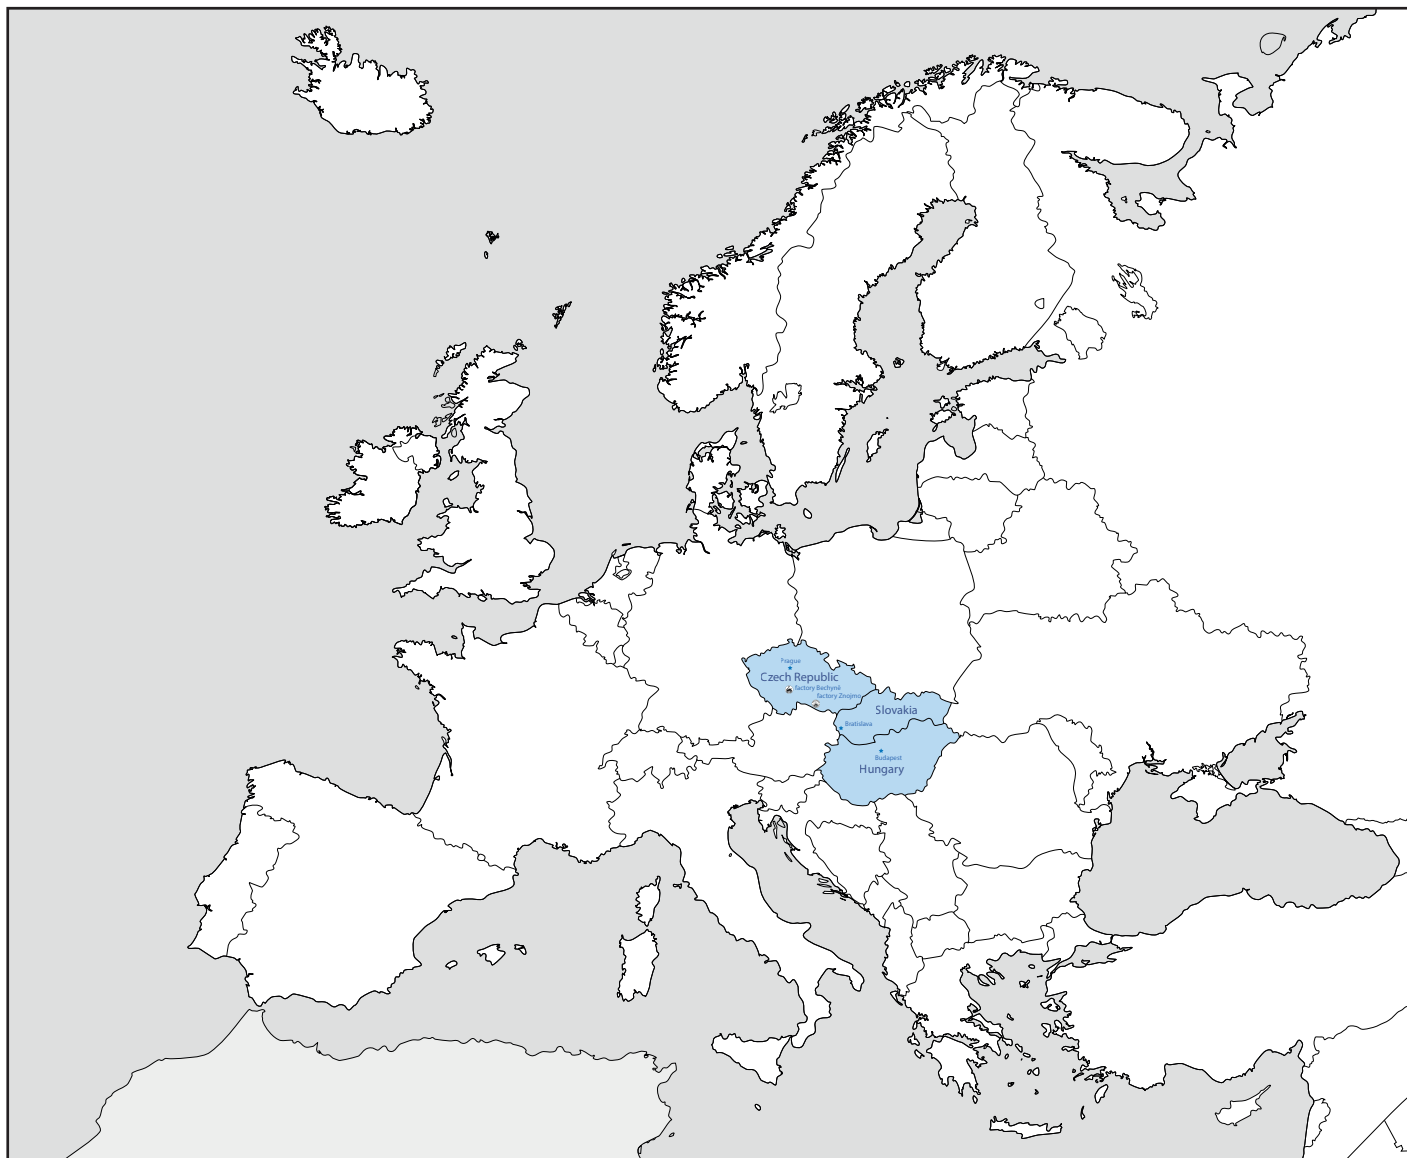 Prague
Czech Republic
factory Bechyně
factory Znojmo
Slovakia
Bratislava
Budapest
Hungary